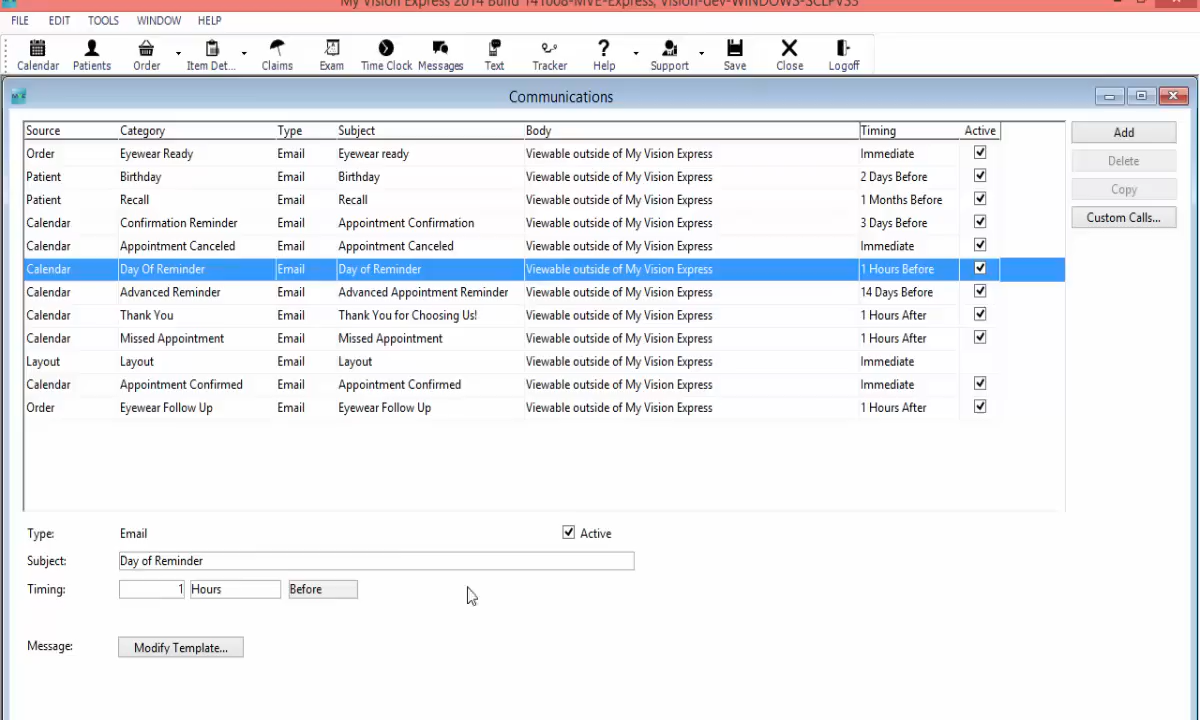 My Vision Express 2014 Build 141008-MVE-Express, Vision-dev-WINDOWS-SCLPVS3
FILE EDIT TOOLS WINDOW HELP
Calendar Patients Order Item Det... Claims Exam Time Clock Messages Text Tracker Help Support Save Close Logoff
Communications
Source Category Type Subject Body Timing Active
Order Eyewear Ready Email Eyewear ready Viewable outside of My Vision Express Immediate
Patient Birthday Email Birthday Viewable outside of My Vision Express 2 Days Before
Patient Recall Email Recall Viewable outside of My Vision Express 1 Months Before
Calendar Confirmation Reminder Email Appointment Confirmation Viewable outside of My Vision Express 3 Days Before
Calendar Appointment Canceled Email Appointment Canceled Viewable outside of My Vision Express Immediate
Calendar Day Of Reminder Email Day of Reminder Viewable outside of My Vision Express 1 Hours Before
Calendar Advanced Reminder Email Advanced Appointment Reminder Viewable outside of My Vision Express 14 Days Before
Calendar Thank You Email Thank You for Choosing Us! Viewable outside of My Vision Express 1 Hours After
Calendar Missed Appointment Email Missed Appointment Viewable outside of My Vision Express 1 Hours After
Layout Layout Email Layout Viewable outside of My Vision Express Immediate
Calendar Appointment Confirmed Email Appointment Confirmed Viewable outside of My Vision Express Immediate
Order Eyewear Follow Up Email Eyewear Follow Up Viewable outside of My Vision Express 1 Hours After
Add
Delete
Copy
Custom Calls...
Type: Email Active
Subject: Day of Reminder
Timing: 1 Hours Before
Message: Modify Template...